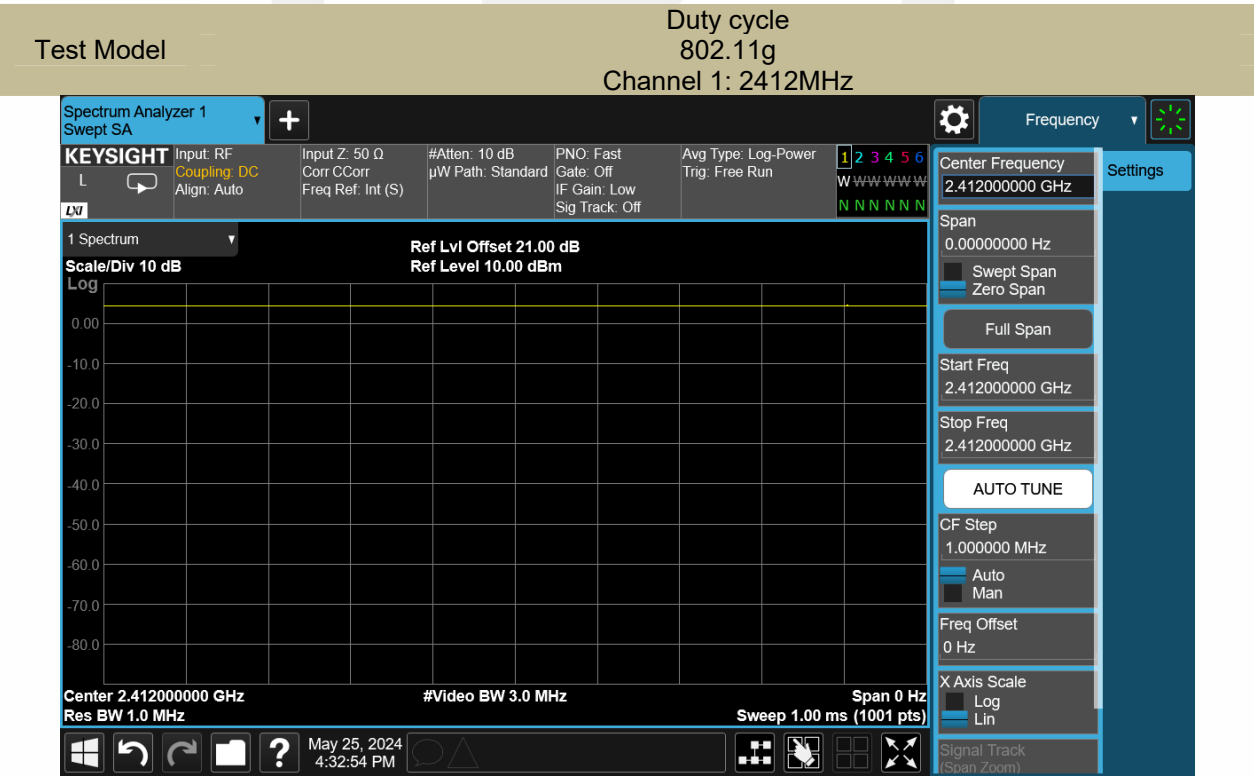 Test Model
Duty cycle
802.11g
Channel 1: 2412MHz
Spectrum Analyzer 1
Swept SA
Frequency
KEYSIGHT
L
LXI
Input: RF
Coupling: DC
Align: Auto
Input Z: 50 Ω
Corr CCorr
Freq Ref: Int (S)
#Atten: 10 dB
µW Path: Standard
PNO: Fast
Gate: Off
IF Gain: Low
Sig Track: Off
Avg Type: Log-Power
Trig: Free Run
1 2 3 4 5 6
W W W W W W
N N N N N N
1 Spectrum
Scale/Div 10 dB
Log
Ref Lvl Offset 21.00 dB
Ref Level 10.00 dBm
0.00
-10.0
-20.0
-30.0
-40.0
-50.0
-60.0
-70.0
-80.0
Center 2.412000000 GHz
Res BW 1.0 MHz
#Video BW 3.0 MHz
Span 0 Hz
Sweep 1.00 ms (1001 pts)
?
May 25, 2024
4:32:54 PM
Center Frequency
2.412000000 GHz
Settings
Span
0.00000000 Hz
Swept Span
Zero Span
Full Span
Start Freq
2.412000000 GHz
Stop Freq
2.412000000 GHz
AUTO TUNE
CF Step
1.000000 MHz
Auto
Man
Freq Offset
0 Hz
X Axis Scale
Log
Lin
Signal Track
(Span Zoom)